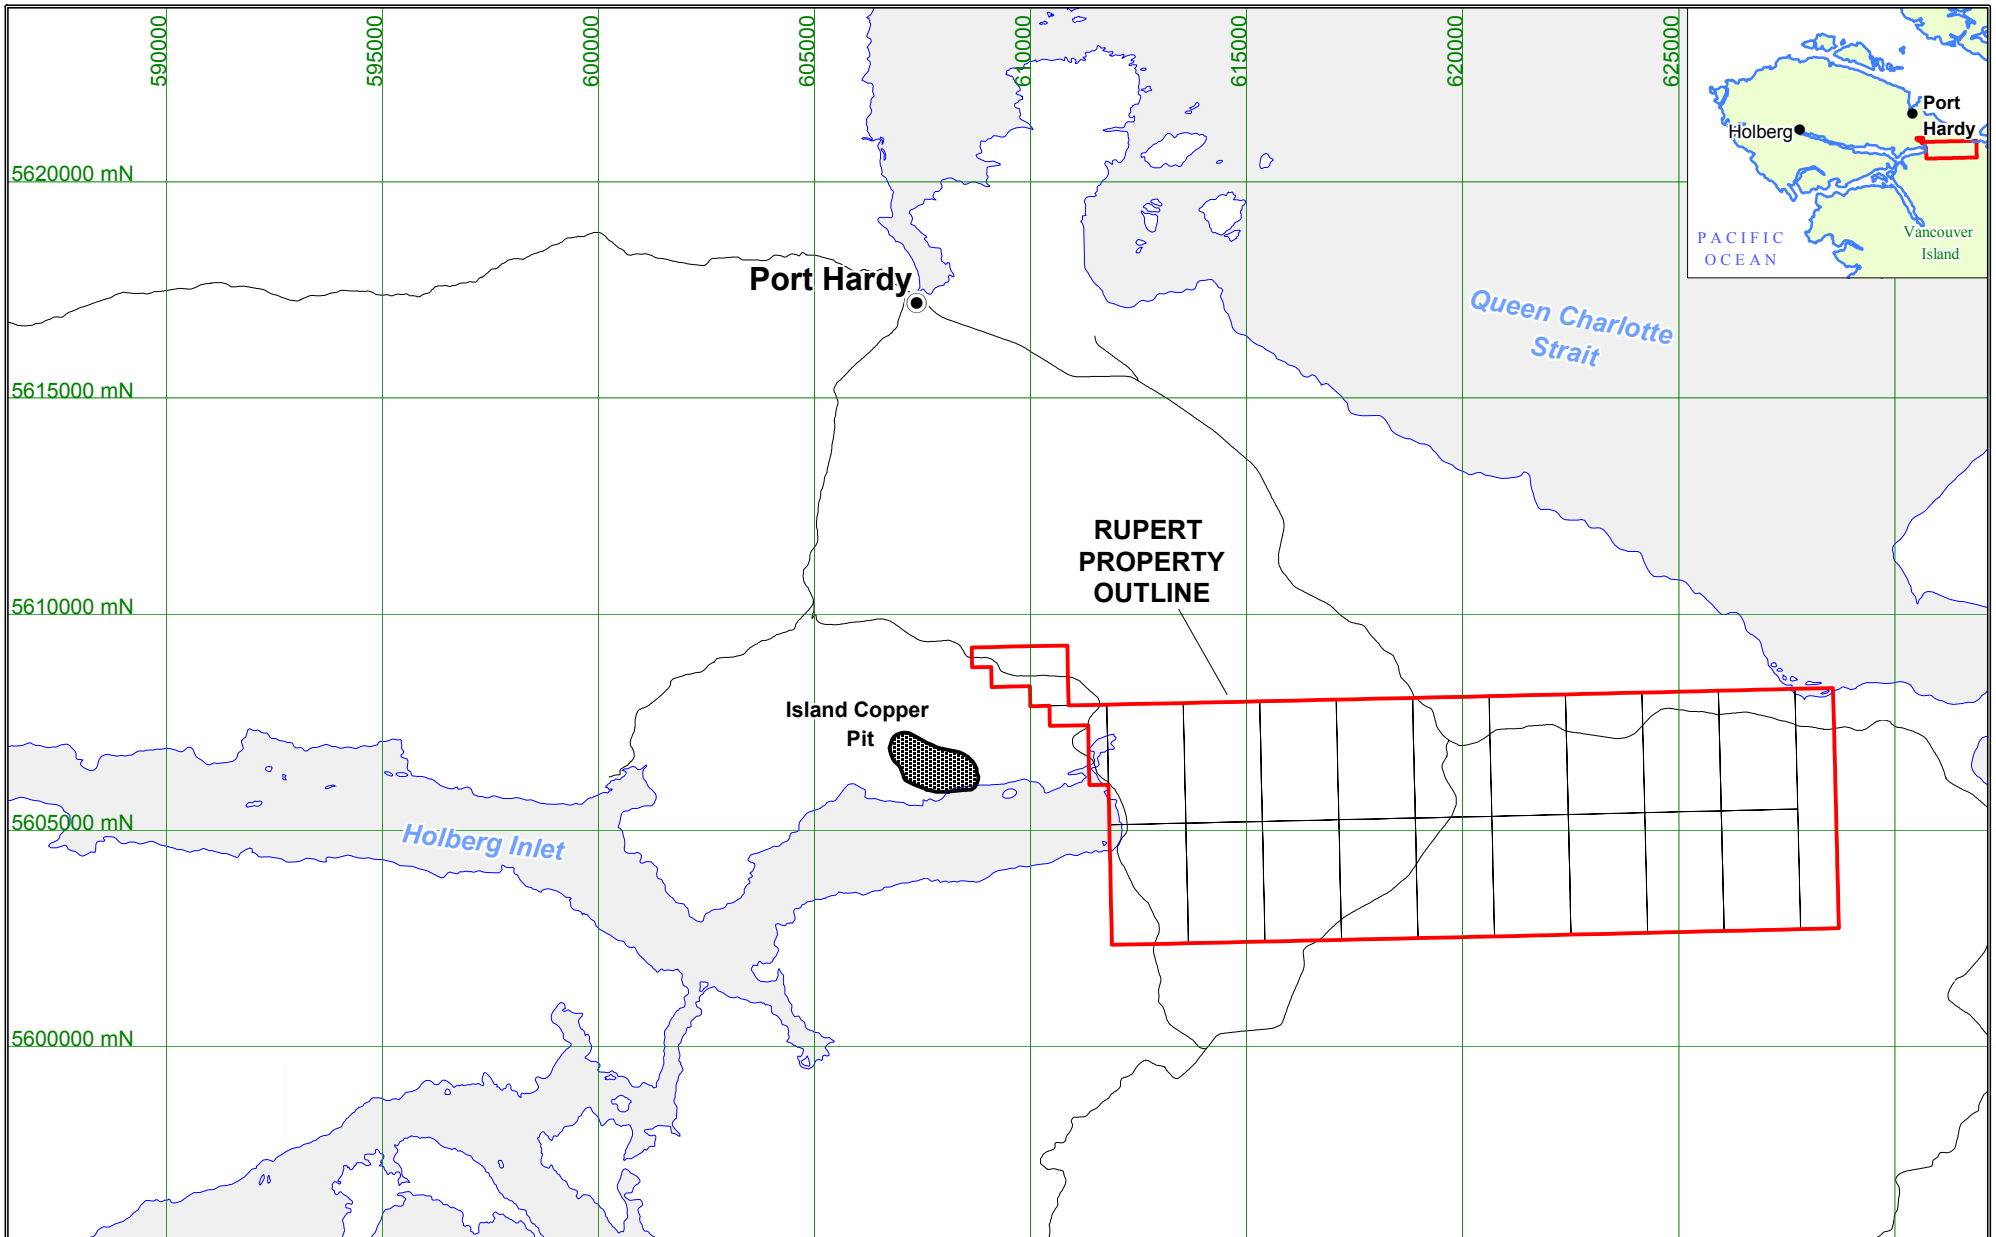 590000
595000
600000
605000
610000
615000
620000
625000
Port
Hardy
Holberg
PACIFIC
OCEAN
Vancouver
Island
5620000 mN
Port Hardy
Queen Charlotte
Strait
5615000 mN
RUPERT
PROPERTY
OUTLINE
5610000 mN
Island Copper
Pit
5605000 mN
Holberg Inlet
5600000 mN